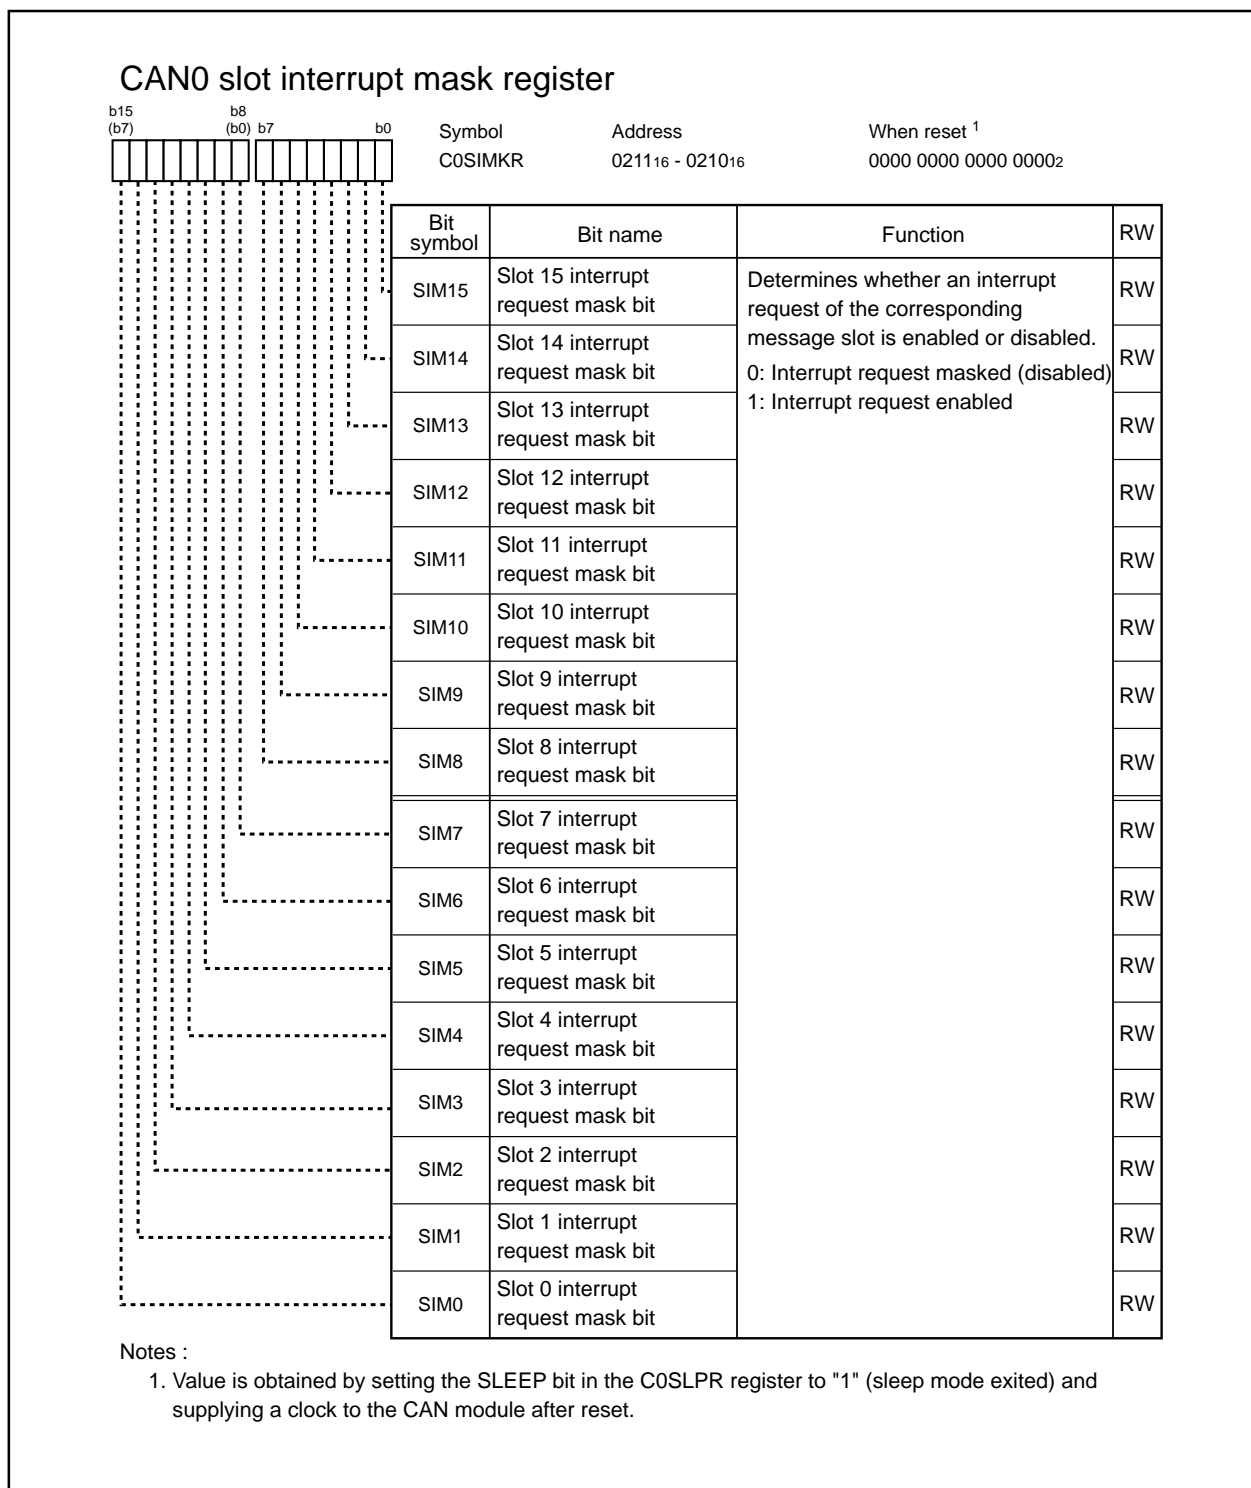 CAN0 slot interrupt mask register
b15 b8
(b7) (b0) b7 b0
Symbol Address When reset 1
C0SIMKR 021116 - 021016 0000 0000 0000 00002
Bit symbol Bit name Function RW
SIM15 Slot 15 interrupt request mask bit RW
Determines whether an interrupt
request of the corresponding
message slot is enabled or disabled.
0: Interrupt request masked (disabled)
1: Interrupt request enabled
SIM14 Slot 14 interrupt request mask bit RW
SIM13 Slot 13 interrupt request mask bit RW
SIM12 Slot 12 interrupt request mask bit RW
SIM11 Slot 11 interrupt request mask bit RW
SIM10 Slot 10 interrupt request mask bit RW
SIM9 Slot 9 interrupt request mask bit RW
SIM8 Slot 8 interrupt request mask bit RW
SIM7 Slot 7 interrupt request mask bit RW
SIM6 Slot 6 interrupt request mask bit RW
SIM5 Slot 5 interrupt request mask bit RW
SIM4 Slot 4 interrupt request mask bit RW
SIM3 Slot 3 interrupt request mask bit RW
SIM2 Slot 2 interrupt request mask bit RW
SIM1 Slot 1 interrupt request mask bit RW
SIM0 Slot 0 interrupt request mask bit RW
Notes :
1. Value is obtained by setting the SLEEP bit in the C0SLPR register to "1" (sleep mode exited) and
supplying a clock to the CAN module after reset.